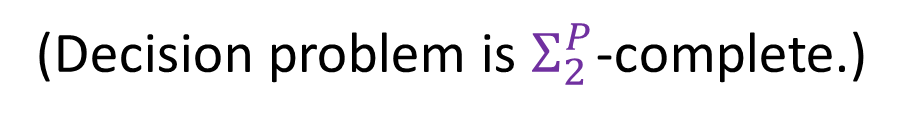 (Decision problem is Σ₂ᴾ-complete.)